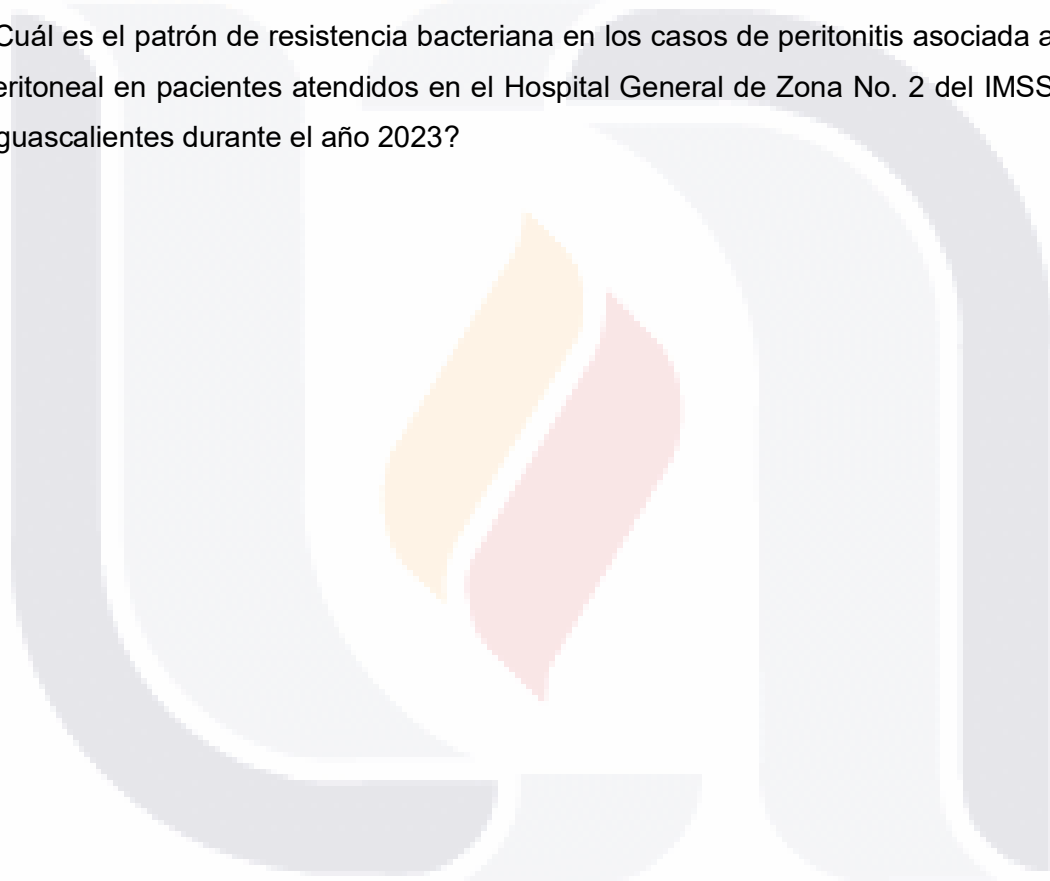 Cuál es el patrón de resistencia bacteriana en los casos de peritonitis asociada a
eritoneal en pacientes atendidos en el Hospital General de Zona No. 2 del IMSS
guascalientes durante el año 2023?